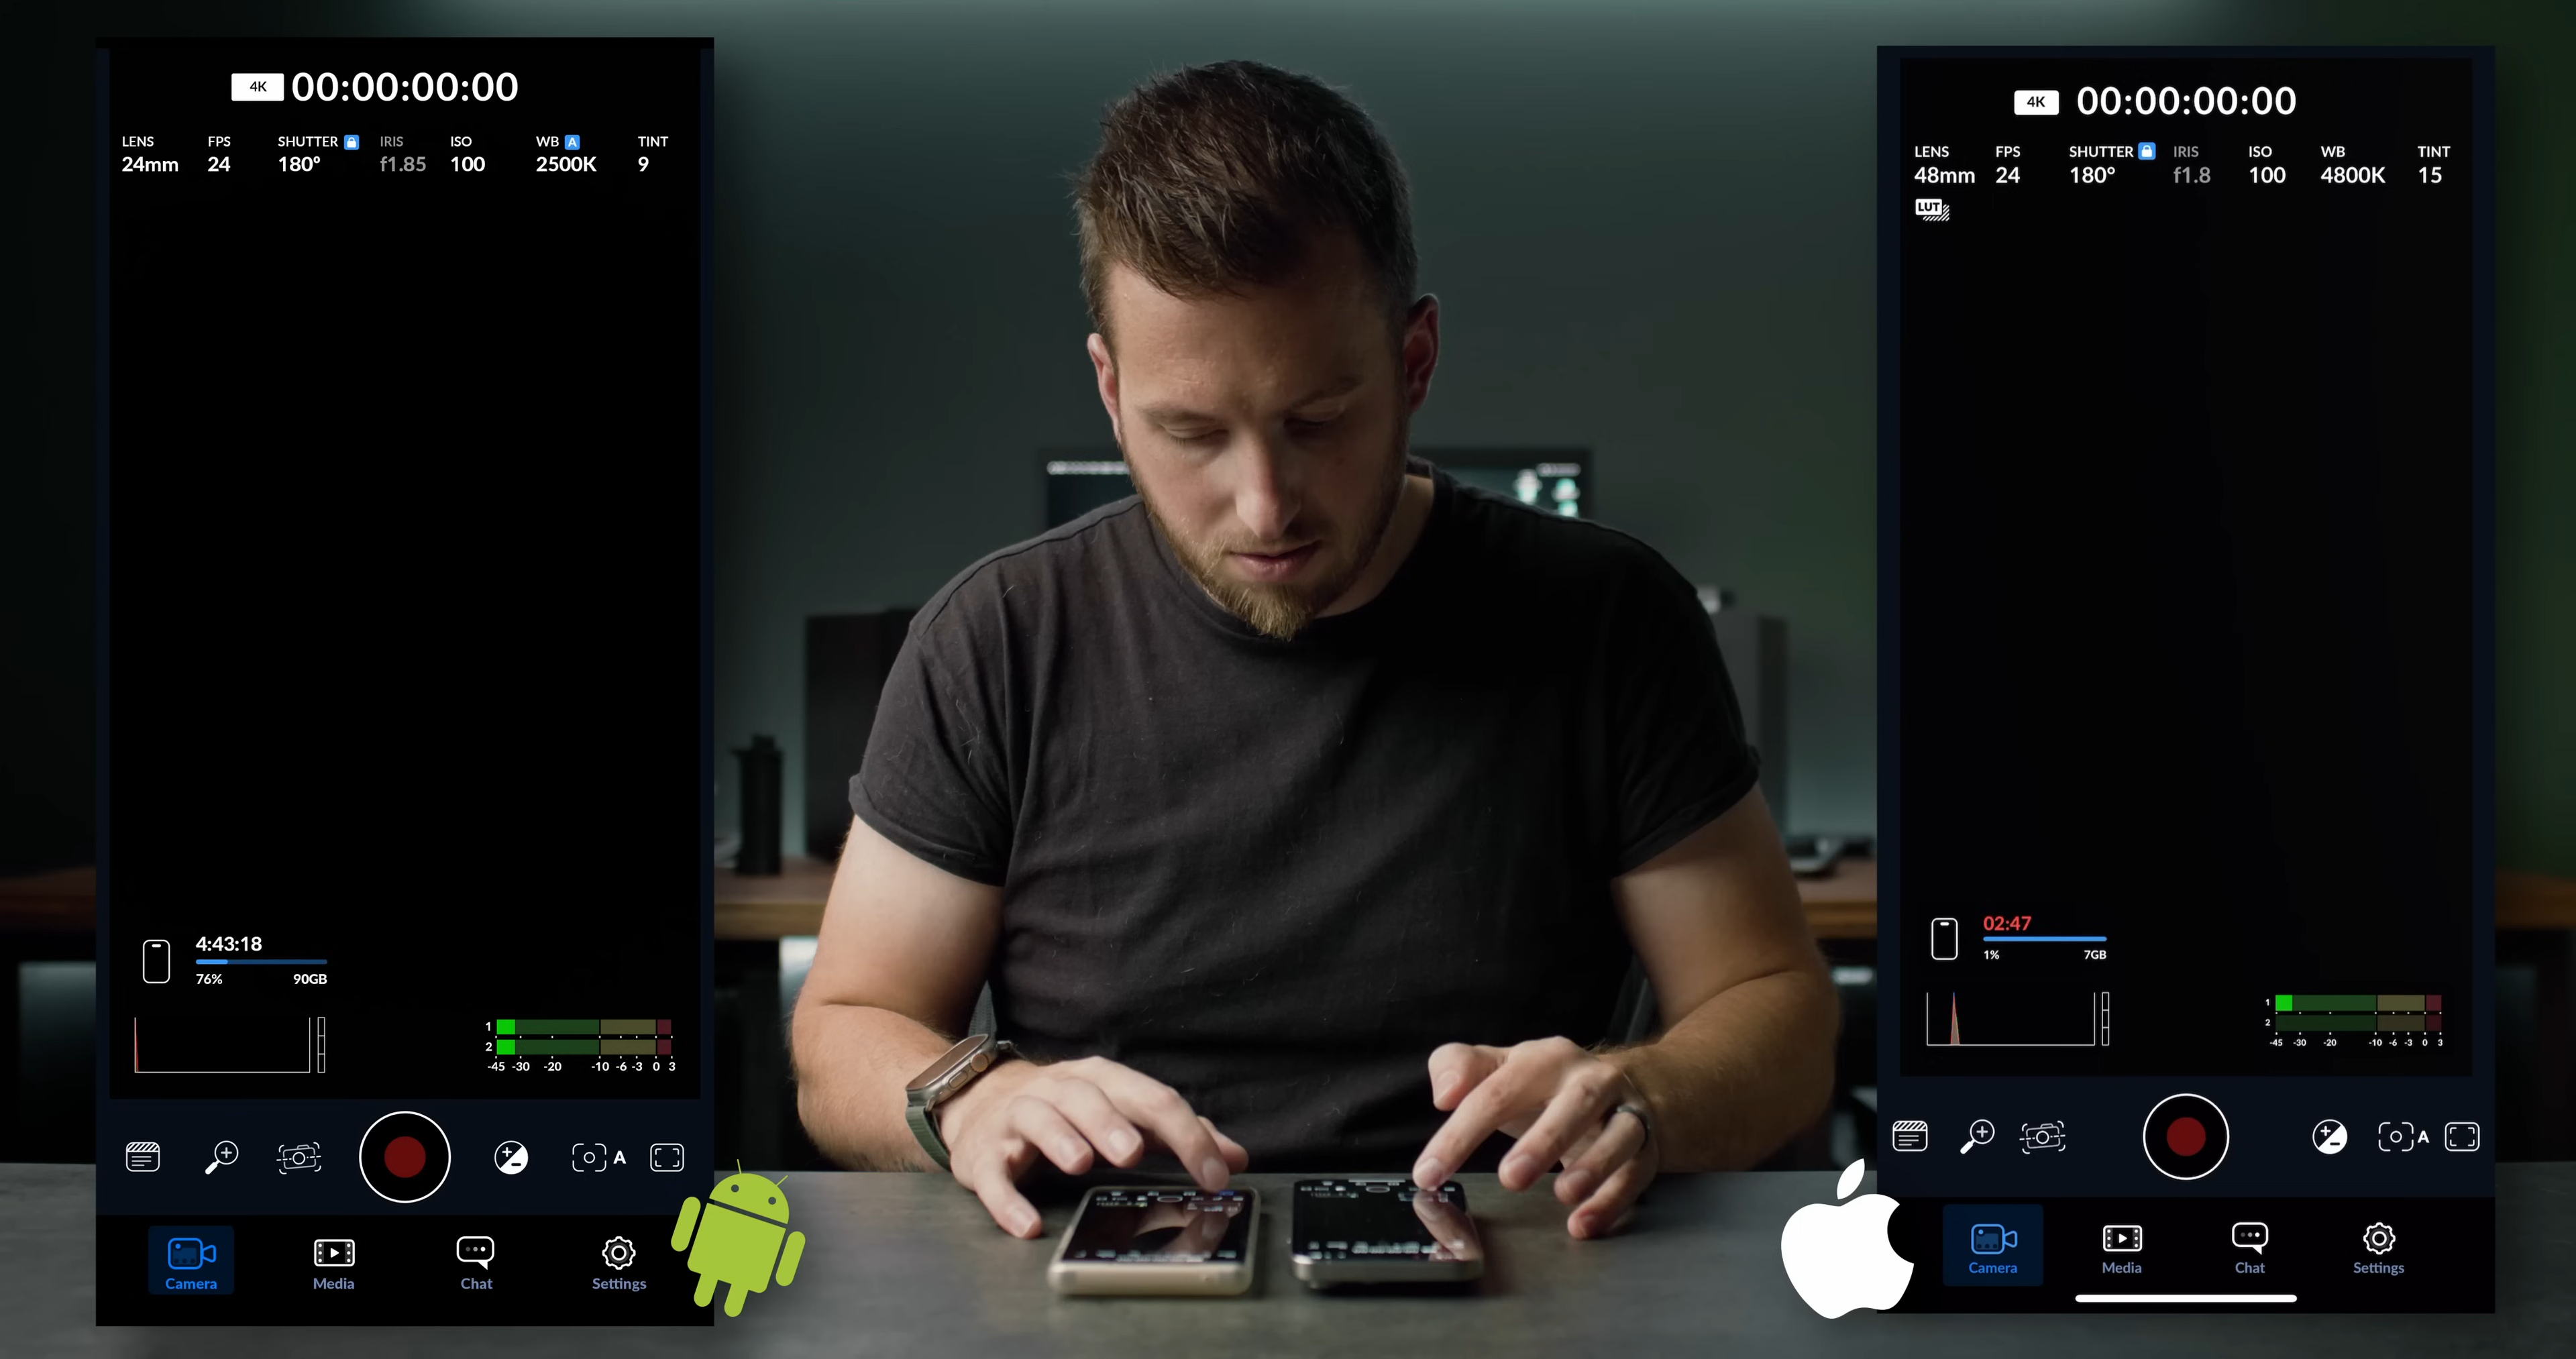 4K 00:00:00:00
LENS FPS SHUTTER IRIS ISO WB A TINT
24mm 24 180° f1.85 100 2500K 9
4:43:18
76% 90GB
1
2
-45 -30 -20 -10 -6 -3 0 3
A
Camera Media Chat Settings
4K 00:00:00:00
LENS FPS SHUTTER IRIS ISO WB TINT
48mm 24 180° f1.8 100 4800K 15
LUT
02:47
1% 7GB
1
2
-45 -30 -20 -10 -6 -3 0 3
A
Camera Media Chat Settings